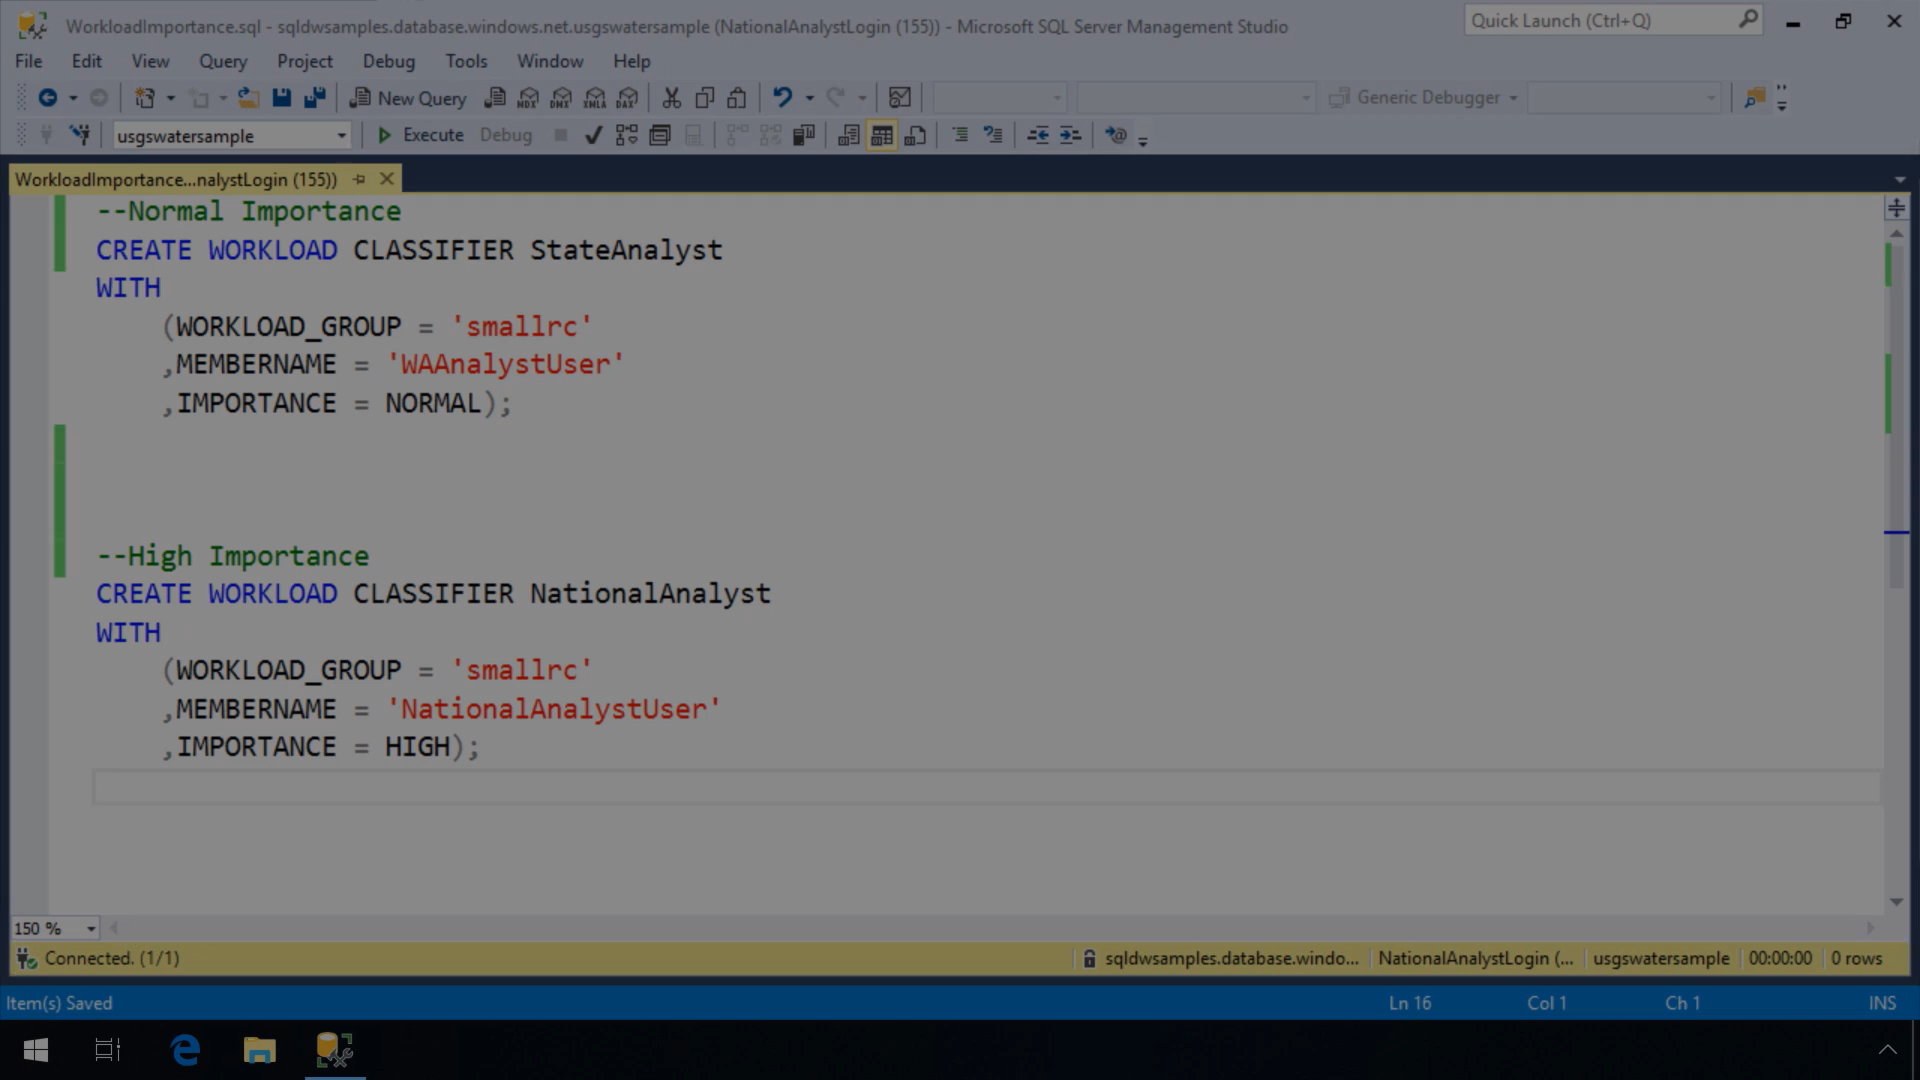 WorkloadImportance.sql - sqldwsamples.database.windows.net.usgswatersample (NationalAnalystLogin (155)) - Microsoft SQL Server Management Studio
Quick Launch (Ctrl+Q)
File Edit View Query Project Debug Tools Window Help
New Query MDX DMX XMLA DAX Generic Debugger
usgswatersample Execute Debug
WorkloadImportance...nalystLogin (155))
--Normal Importance
CREATE WORKLOAD CLASSIFIER StateAnalyst
WITH
(WORKLOAD_GROUP = 'smallrc'
,MEMBERNAME = 'WAAnalystUser'
,IMPORTANCE = NORMAL);
--High Importance
CREATE WORKLOAD CLASSIFIER NationalAnalyst
WITH
(WORKLOAD_GROUP = 'smallrc'
,MEMBERNAME = 'NationalAnalystUser'
,IMPORTANCE = HIGH);
150 %
Connected. (1/1) sqldwsamples.database.windo... NationalAnalystLogin (... usgswatersample 00:00:00 0 rows
Item(s) Saved Ln 16 Col 1 Ch 1 INS